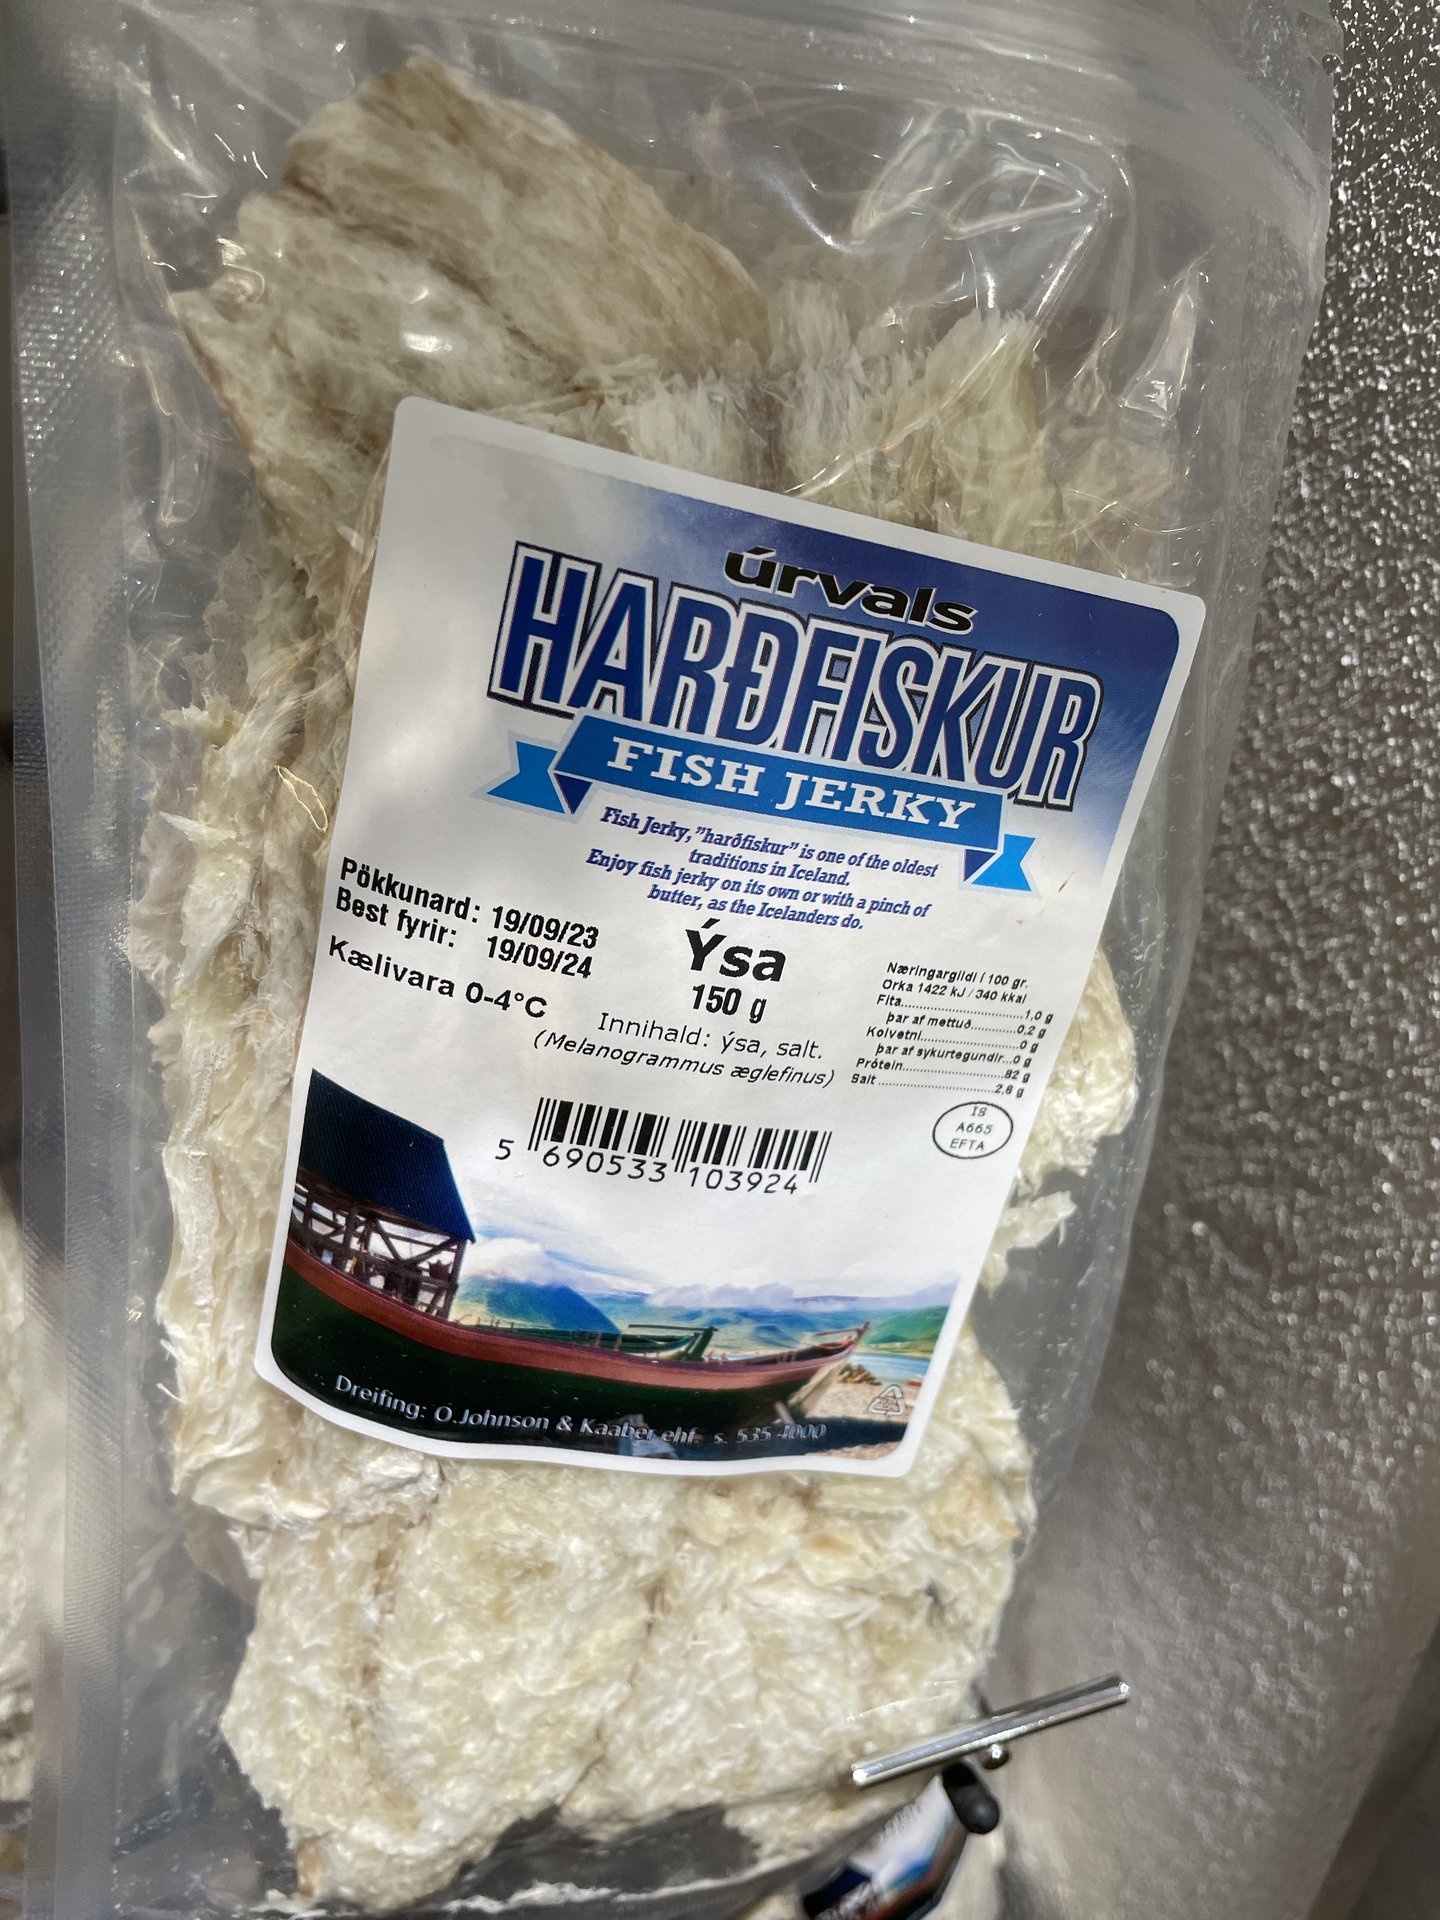 úrvals
HARÐFISKUR
FISH JERKY
Fish Jerky, "harðfiskur" is one of the oldest
traditions in Iceland.
Enjoy fish jerky on its own or with a pinch of
butter, as the Icelanders do.
Pökkunard: 19/09/23
Best fyrir: 19/09/24
Kælivara 0-4°C
Ýsa
150 g
Innihald: ýsa, salt.
(Melanogrammus æglefinus)
Næringargildi í 100 gr.
Orka 1422 kJ / 340 kkal
Fita....................1,0 g
þar af mettuð..........0,2 g
Kolvetni..................0 g
þar af sykurtegundir...0 g
Prótein.....................82 g
Salt.......................2,6 g
IS
A665
EFTA
5 690533 103924
Dreifing: Ó.Johnson & Kaaber ehf. s. 535 4000